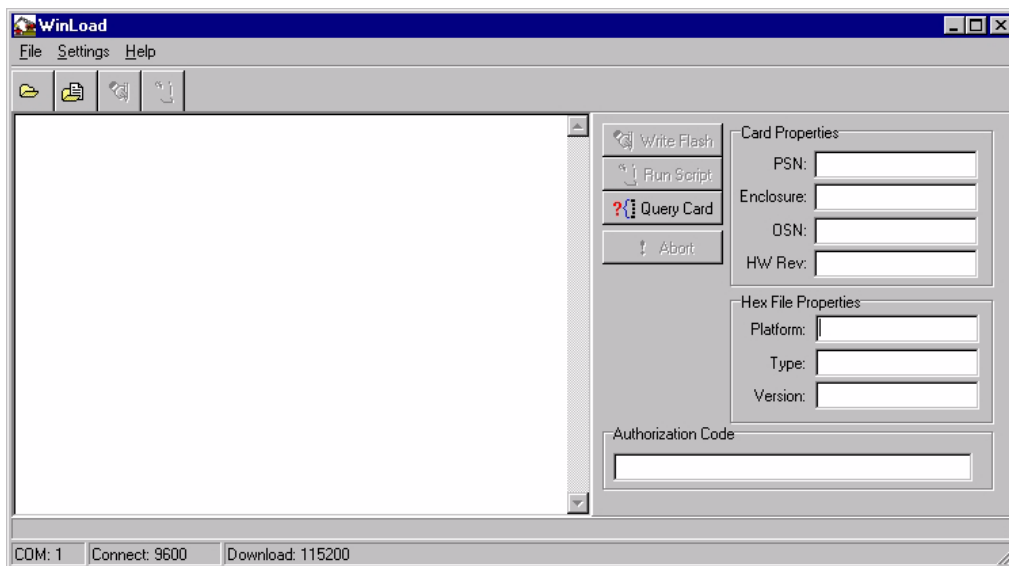 WinLoad
File Settings Help
Write Flash
Run Script
Query Card
Abort
Card Properties
PSN:
Enclosure:
OSN:
HW Rev:
Hex File Properties
Platform:
Type:
Version:
Authorization Code
COM: 1 Connect: 9600 Download: 115200